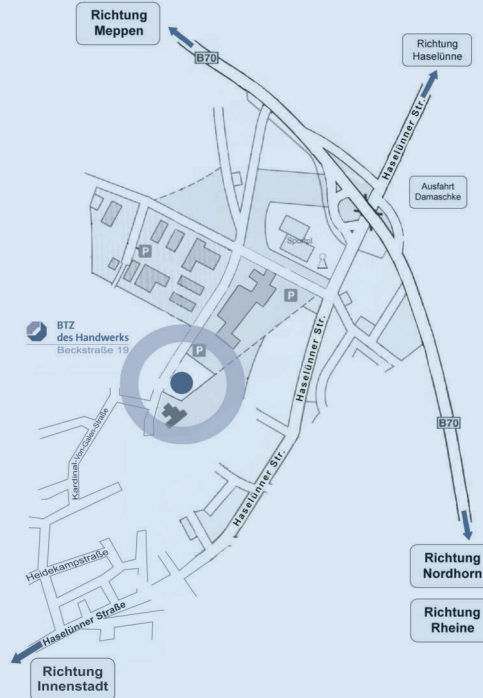 Richtung
Meppen
B70
Richtung
Haselünne
Haselünner Str.
Ausfahrt
Damaschke
P
Sportpl
P
BTZ
des Handwerks
Beckstraße 19
P
Haselünner Str.
B70
Kardinal-Von-Galen-Straße
Haselünner Str.
Richtung
Nordhorn
Heidekampstraße
Richtung
Rheine
Haselünner Straße
Richtung
Innenstadt